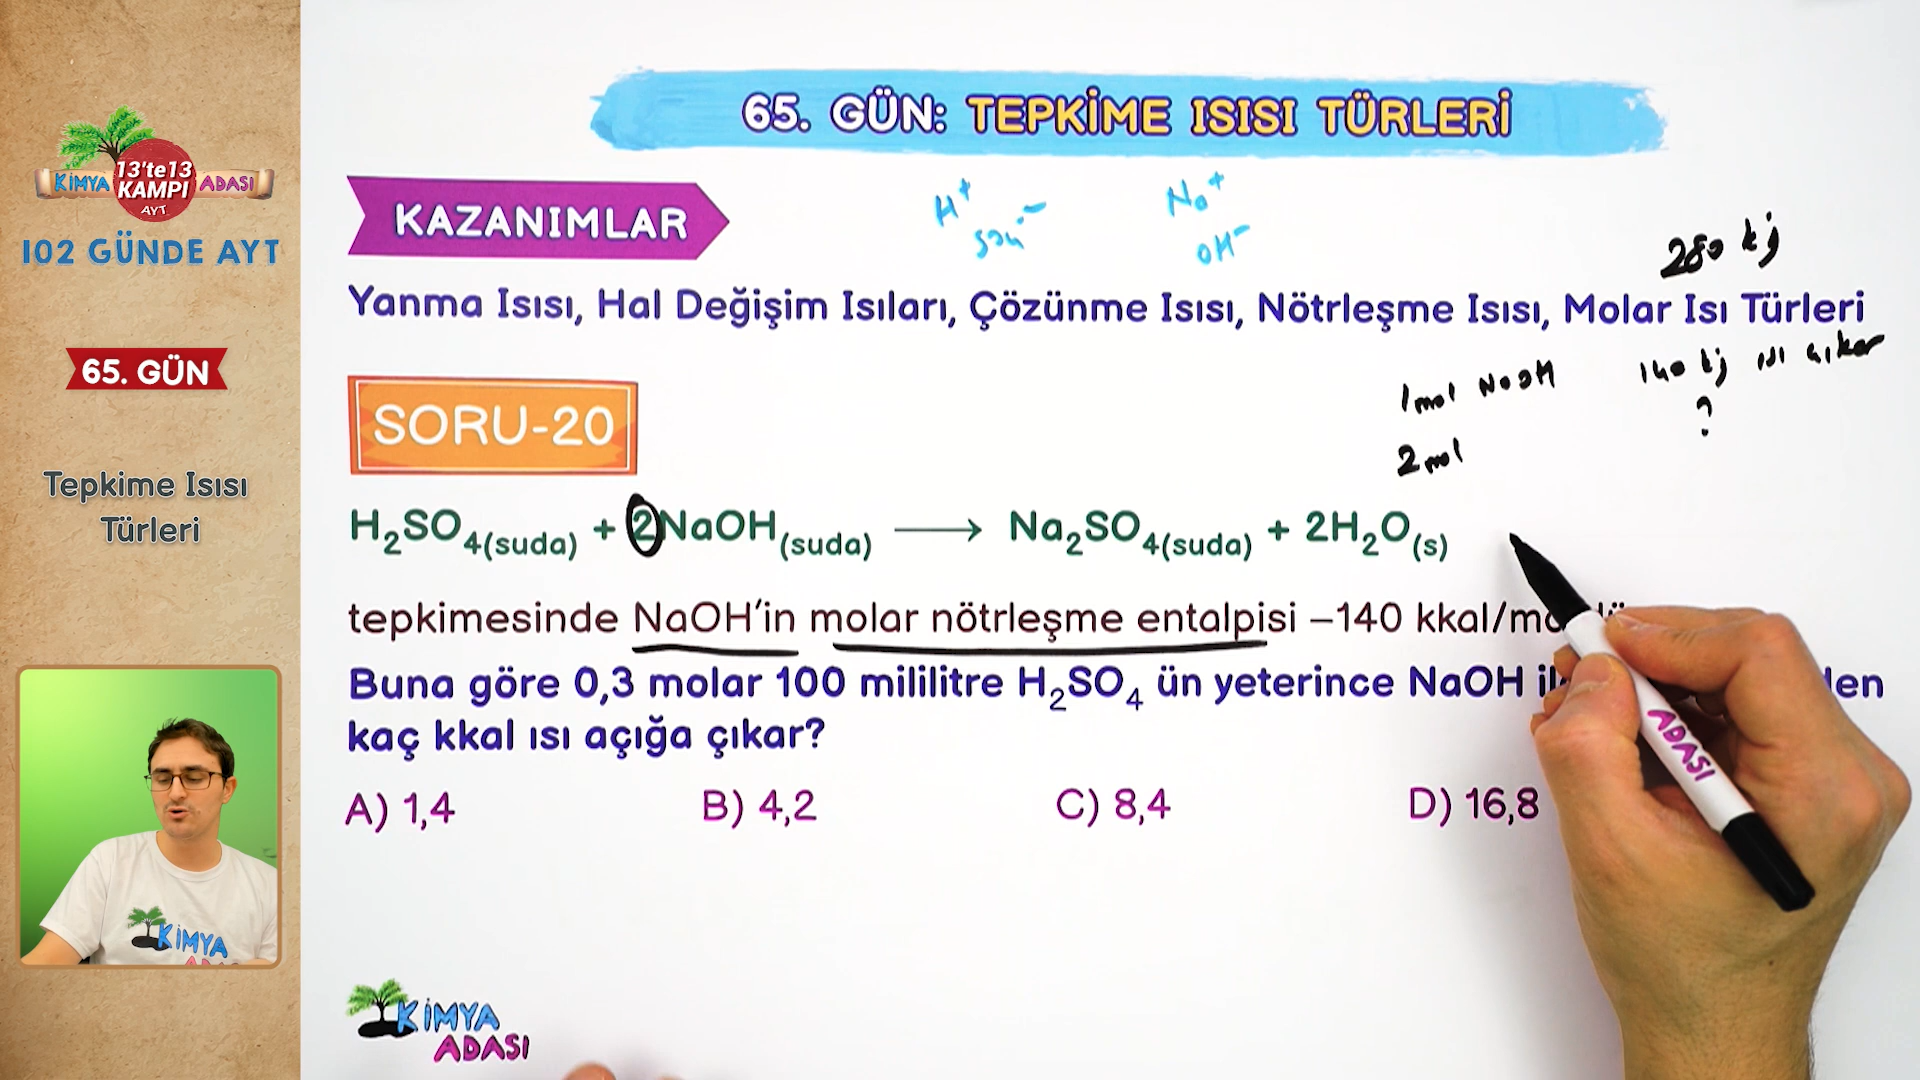 65. GÜN: TEPKİME ISISI TÜRLERİ
KİMYA 13'te13 KAMPI AYT ADASI
102 GÜNDE AYT
65. GÜN
Tepkime Isısı
Türleri
KAZANIMLAR
H+
Na+
OH-
280 kj
Yanma Isısı, Hal Değişim Isıları, Çözünme Isısı, Nötrleşme Isısı, Molar Isı Türleri
1 mol NaOH 140 kj ısı çıkar
2 mol ?
SORU-20
H2SO4(suda) + 2NaOH(suda) ⟶ Na2SO4(suda) + 2H2O(s)
tepkimesinde NaOH'in molar nötrleşme entalpisi –140
Buna göre 0,3 molar 100 mililitre H2SO4 ün yeterince NaOH
kaç kkal ısı açığa çıkar?
A) 1,4 B) 4,2 C) 8,4 D) 16,8
ADASI
KİMYA
KİMYA
ADASI